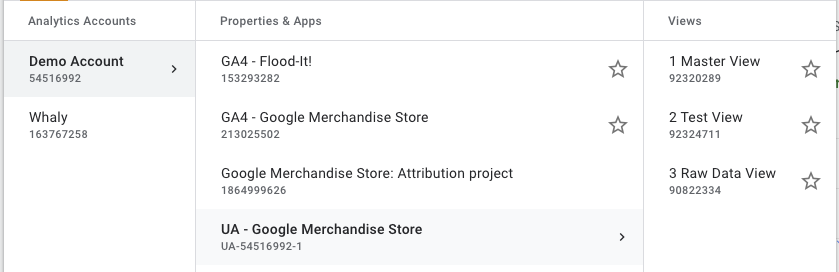 Analytics Accounts
Properties & Apps
Views
Demo Account
54516992
Whaly
163767258
GA4 - Flood-It!
153293282
GA4 - Google Merchandise Store
213025502
Google Merchandise Store: Attribution project
1864999626
UA - Google Merchandise Store
UA-54516992-1
1 Master View
92320289
2 Test View
92324711
3 Raw Data View
90822334